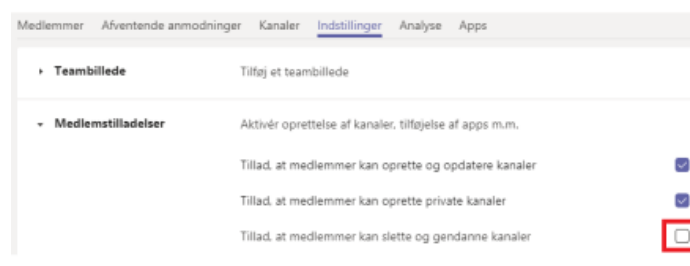 Medlemmer Afventende anmodninger Kanaler Indstillinger Analyse Apps
Teambillede Tilføj et teambillede
Medlemstilladelser Aktivér oprettelse af kanaler, tilføjelse af apps m.m.
Tillad, at medlemmer kan oprette og opdatere kanaler
Tillad, at medlemmer kan oprette private kanaler
Tillad, at medlemmer kan slette og gendanne kanaler